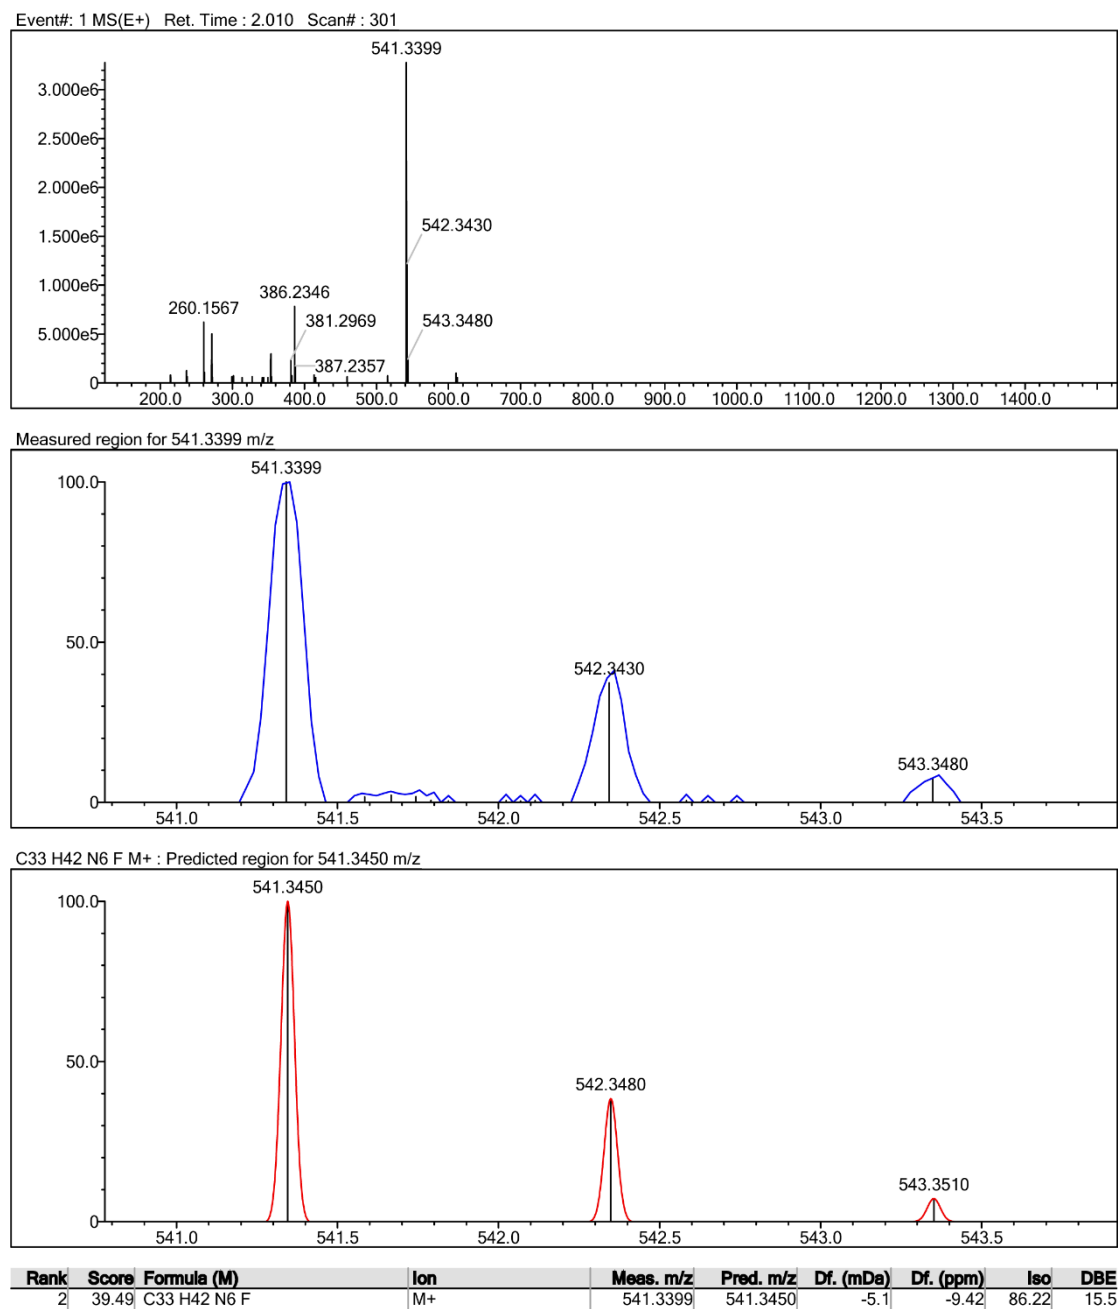 Event#: 1 MS(E+) Ret. Time : 2.010 Scan# : 301
541.3399
3.000e6
2.500e6
2.000e6
542.3430
1.500e6
1.000e6
386.2346
260.1567
381.2969
543.3480
5.000e5
387.2357
0
200.0 300.0 400.0 500.0 600.0 700.0 800.0 900.0 1000.0 1100.0 1200.0 1300.0 1400.0
Measured region for 541.3399 m/z
541.3399
100.0
542.3430
50.0
543.3480
0
541.0 541.5 542.0 542.5 543.0 543.5
C33 H42 N6 F M+ : Predicted region for 541.3450 m/z
541.3450
100.0
542.3480
50.0
543.3510
0
541.0 541.5 542.0 542.5 543.0 543.5
Rank Score Formula (M) Ion Meas. m/z Pred. m/z Df. (mDa) Df. (ppm) Iso DBE
2 39.49 C33 H42 N6 F M+ 541.3399 541.3450 -5.1 -9.42 86.22 15.5